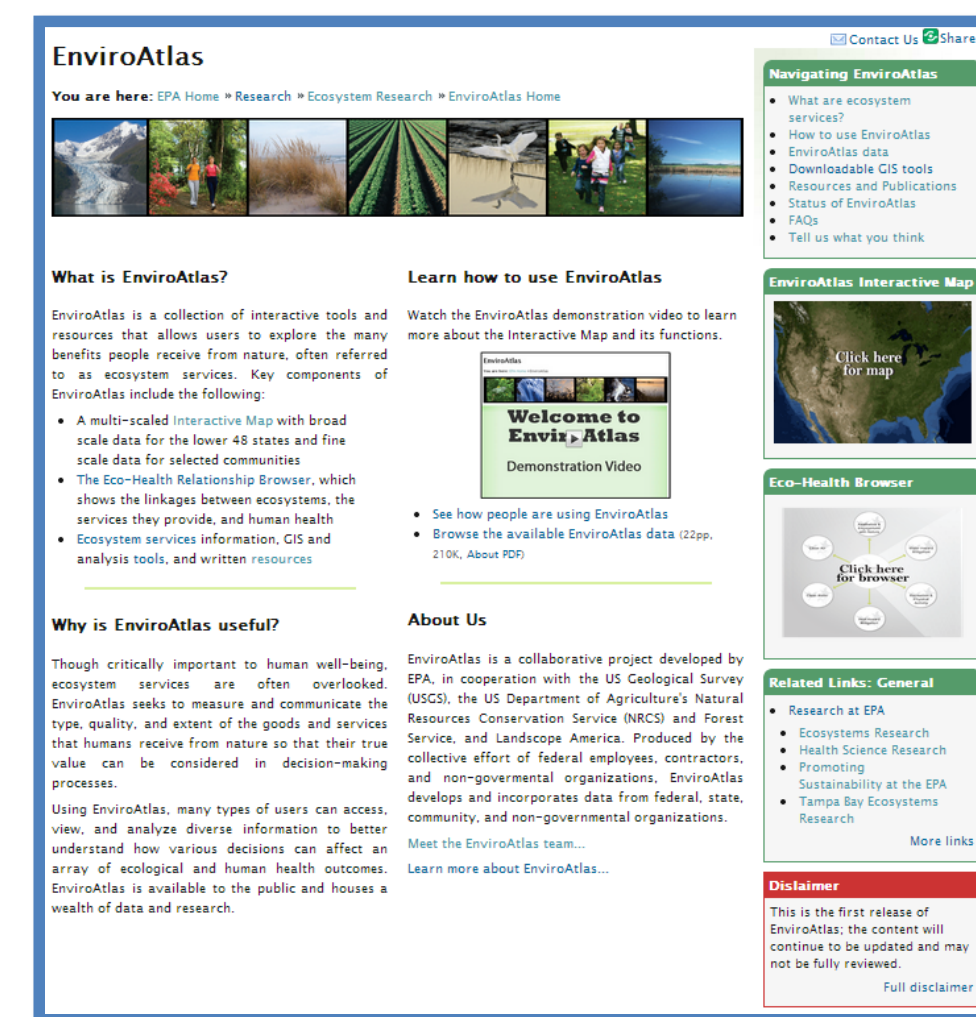 Contact Us Share
EnviroAtlas
You are here: EPA Home » Research » Ecosystem Research » EnviroAtlas Home
What is EnviroAtlas?
EnviroAtlas is a collection of interactive tools and
resources that allows users to explore the many
benefits people receive from nature, often referred
to as ecosystem services. Key components of
EnviroAtlas include the following:
• A multi-scaled Interactive Map with broad
scale data for the lower 48 states and fine
scale data for selected communities
• The Eco-Health Relationship Browser, which
shows the linkages between ecosystems, the
services they provide, and human health
• Ecosystem services information, GIS and
analysis tools, and written resources
Why is EnviroAtlas useful?
Though critically important to human well-being,
ecosystem services are often overlooked.
EnviroAtlas seeks to measure and communicate the
type, quality, and extent of the goods and services
that humans receive from nature so that their true
value can be considered in decision-making
processes.
Using EnviroAtlas, many types of users can access,
view, and analyze diverse information to better
understand how various decisions can affect an
array of ecological and human health outcomes.
EnviroAtlas is available to the public and houses a
wealth of data and research.
Learn how to use EnviroAtlas
Watch the EnviroAtlas demonstration video to learn
more about the Interactive Map and its functions.
EnviroAtlas
Welcome to
EnviroAtlas
Demonstration Video
• See how people are using EnviroAtlas
• Browse the available EnviroAtlas data (22pp,
210K, About PDF)
About Us
EnviroAtlas is a collaborative project developed by
EPA, in cooperation with the US Geological Survey
(USGS), the US Department of Agriculture's Natural
Resources Conservation Service (NRCS) and Forest
Service, and Landscape America. Produced by the
collective effort of federal employees, contractors,
and non-govermental organizations, EnviroAtlas
develops and incorporates data from federal, state,
community, and non-governmental organizations.
Meet the EnviroAtlas team...
Learn more about EnviroAtlas...
Navigating EnviroAtlas
• What are ecosystem
services?
• How to use EnviroAtlas
• EnviroAtlas data
• Downloadable GIS tools
• Resources and Publications
• Status of EnviroAtlas
• FAQs
• Tell us what you think
EnviroAtlas Interactive Map
Click here
for map
Eco-Health Browser
Click here
for browser
Related Links: General
• Research at EPA
• Ecosystems Research
• Health Science Research
• Promoting
Sustainability at the EPA
• Tampa Bay Ecosystems
Research
More links
Dislaimer
This is the first release of
EnviroAtlas; the content will
continue to be updated and may
not be fully reviewed.
Full disclaimer